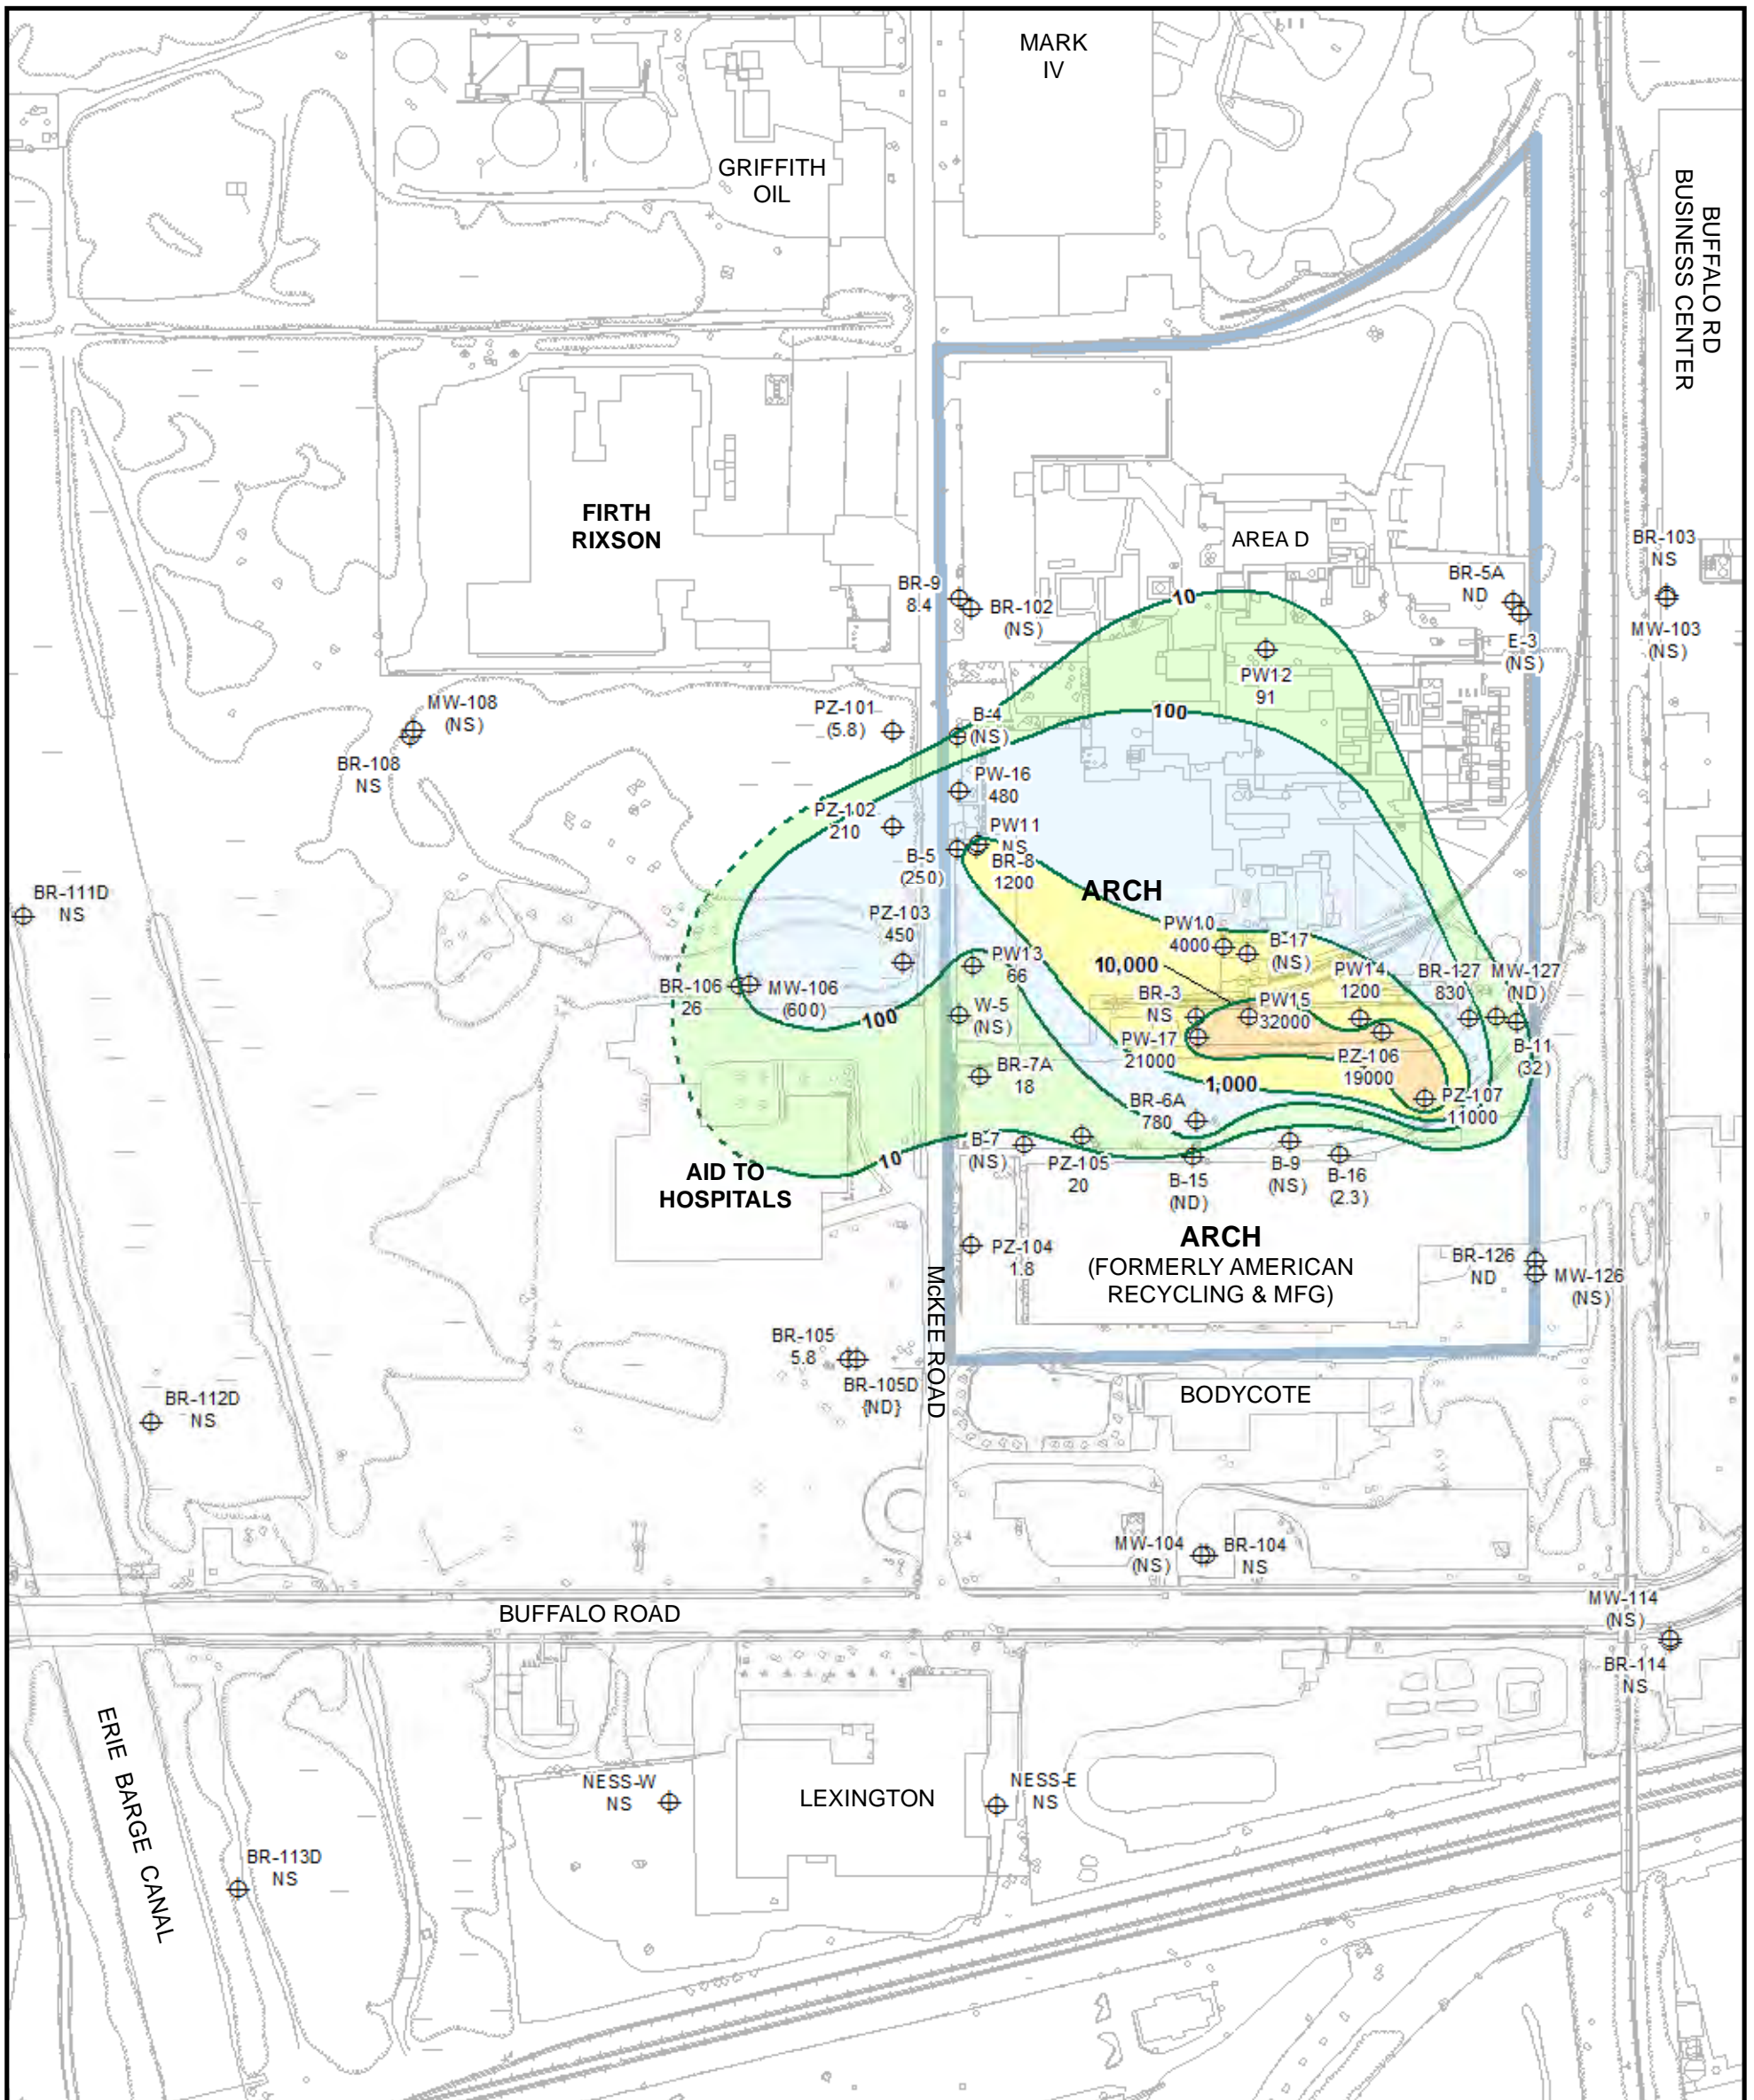 MARK
IV
GRIFFITH
OIL
BUFFALO RD
BUSINESS CENTER
FIRTH
RIXSON
AREA D
BR-103
NS
BR-5A
ND
BR-9
8.4
BR-102
(NS)
10
MW-103
(NS)
E-3
(NS)
PW12
91
MW-108
(NS)
PZ-101
(5.8)
B-4
(NS)
100
BR-108
NS
PW-16
480
PZ-102
210
PW11
NS
B-5
(250)
BR-8
1200
ARCH
BR-111D
NS
PZ-103
450
PW10
4000
B-17
(NS)
PW13
66
10,000
PW14
1200
BR-127
830
MW-127
(ND)
BR-106
26
MW-106
(600)
BR-3
NS
PW15
32000
W-5
(NS)
100
PW-17
21000
B-11
(32)
PZ-106
19000
BR-7A
18
1,000
PZ-107
11000
BR-6A
780
B-7
(NS)
10
PZ-105
20
B-15
(ND)
B-9
(NS)
B-16
(2.3)
AID TO
HOSPITALS
ARCH
(FORMERLY AMERICAN
RECYCLING & MFG)
PZ-104
1.8
BR-126
ND
MW-126
(NS)
McKEE ROAD
BR-105
5.8
BR-105D
{ND}
BODYCOTE
BR-112D
NS
MW-104
(NS)
BR-104
NS
BUFFALO ROAD
MW-114
(NS)
BR-114
NS
ERIE BARGE CANAL
NESS-W
NS
LEXINGTON
NESS-E
NS
BR-113D
NS